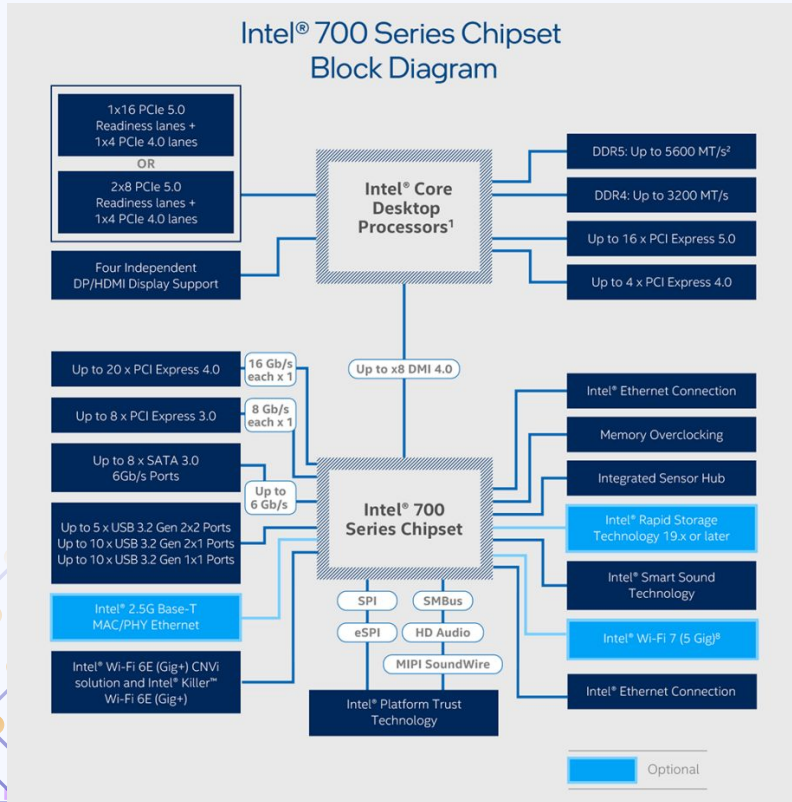 Intel® 700 Series Chipset
Block Diagram
1x16 PCIe 5.0
Readiness lanes +
1x4 PCIe 4.0 lanes
OR
2x8 PCIe 5.0
Readiness lanes +
1x4 PCIe 4.0 lanes
Four Independent
DP/HDMI Display Support
Intel® Core
Desktop
Processors¹
DDR5: Up to 5600 MT/s²
DDR4: Up to 3200 MT/s
Up to 16 x PCI Express 5.0
Up to 4 x PCI Express 4.0
Up to x8 DMI 4.0
Up to 20 x PCI Express 4.0
16 Gb/s
each x 1
Up to 8 x PCI Express 3.0
8 Gb/s
each x 1
Up to 8 x SATA 3.0
6Gb/s Ports
Up to
6 Gb/s
Up to 5 x USB 3.2 Gen 2x2 Ports
Up to 10 x USB 3.2 Gen 2x1 Ports
Up to 10 x USB 3.2 Gen 1x1 Ports
Intel® 2.5G Base-T
MAC/PHY Ethernet
Intel® Wi-Fi 6E (Gig+) CNVi
solution and Intel® Killer™
Wi-Fi 6E (Gig+)
Intel® 700
Series Chipset
Intel® Ethernet Connection
Memory Overclocking
Integrated Sensor Hub
Intel® Rapid Storage
Technology 19.x or later
Intel® Smart Sound
Technology
Intel® Wi-Fi 7 (5 Gig)⁸
Intel® Ethernet Connection
SPI
SMBus
eSPI
HD Audio
MIPI SoundWire
Intel® Platform Trust
Technology
Optional